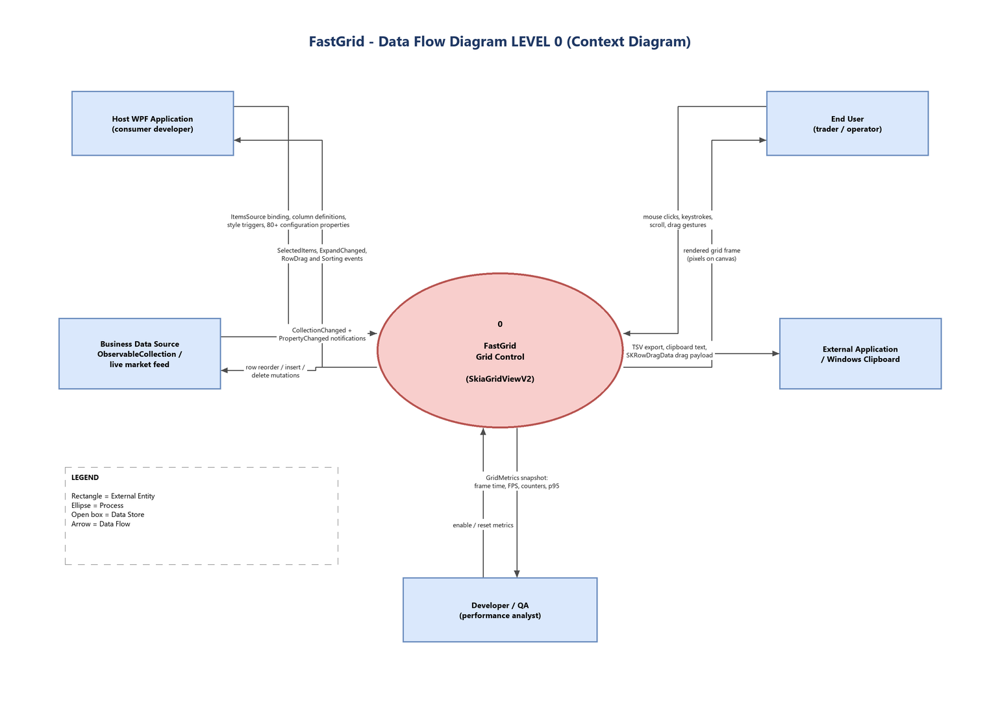 FastGrid - Data Flow Diagram LEVEL 0 (Context Diagram)
Host WPF Application
(consumer developer)
End User
(trader / operator)
ItemsSource binding, column definitions,
style triggers, 80+ configuration properties
mouse clicks, keystrokes,
scroll, drag gestures
SelectedItems, ExpandChanged,
RowDrag and Sorting events
rendered grid frame
(pixels on canvas)
Business Data Source
ObservableCollection /
live market feed
CollectionChanged +
PropertyChanged notifications
row reorder / insert /
delete mutations
0
FastGrid
Grid Control
(SkiaGridViewV2)
TSV export, clipboard text,
SKRowDragData drag payload
External Application
/ Windows Clipboard
GridMetrics snapshot:
frame time, FPS, counters, p95
enable / reset metrics
LEGEND
Rectangle = External Entity
Ellipse = Process
Open box = Data Store
Arrow = Data Flow
Developer / QA
(performance analyst)